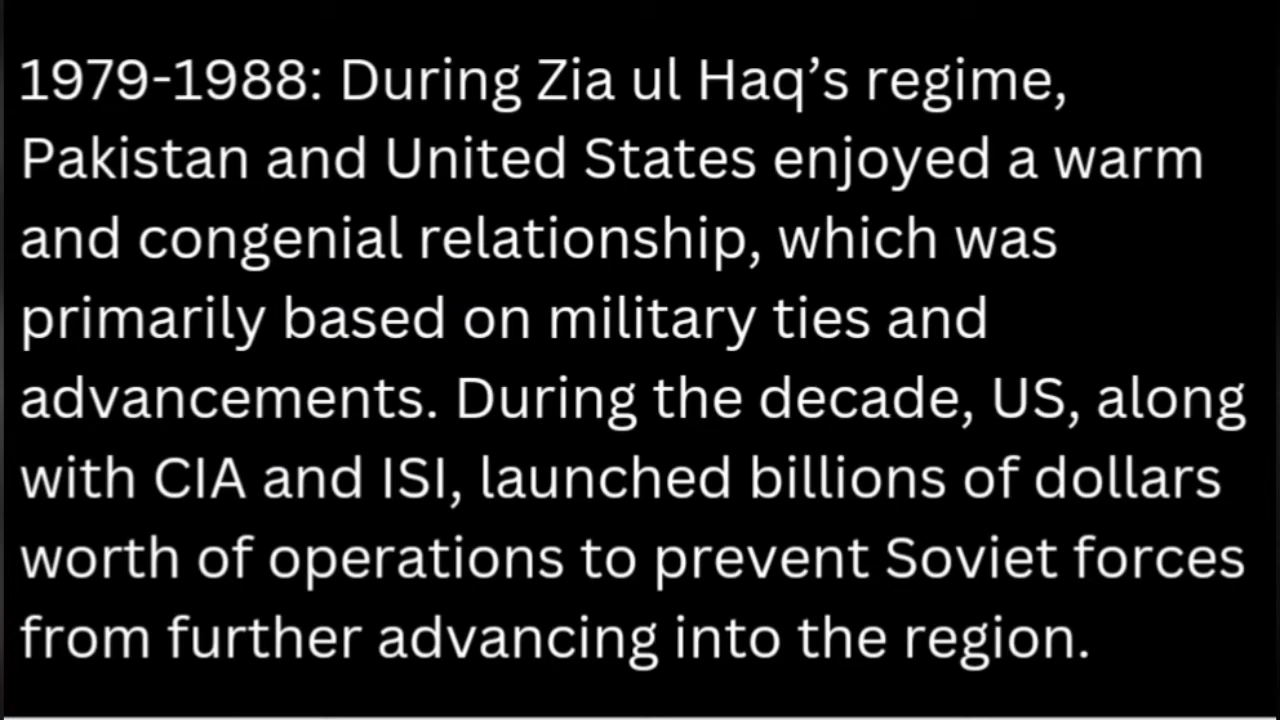 1979-1988: During Zia ul Haq’s regime,
Pakistan and United States enjoyed a warm
and congenial relationship, which was
primarily based on military ties and
advancements. During the decade, US, along
with CIA and ISI, launched billions of dollars
worth of operations to prevent Soviet forces
from further advancing into the region.